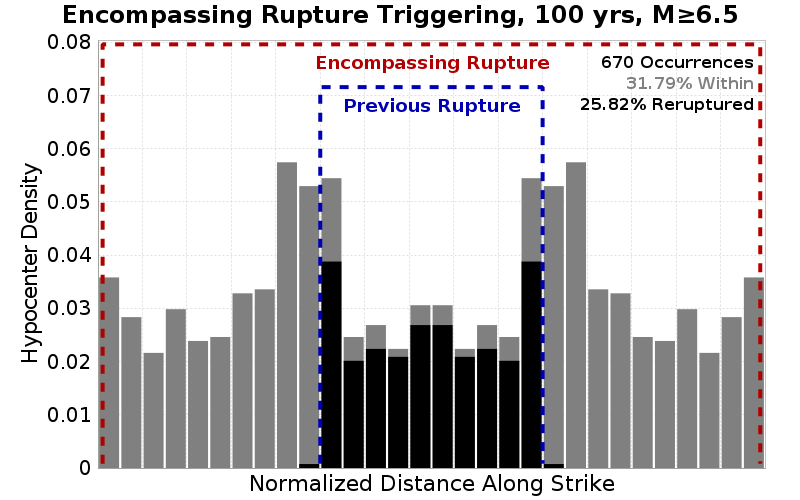 Encompassing Rupture Triggering, 100 yrs, M≥6.5
Encompassing Rupture
Previous Rupture
670 Occurrences
31.79% Within
25.82% Reruptured
Hypocenter Density
0.08
0.07
0.06
0.05
0.04
0.03
0.02
0.01
0
Normalized Distance Along Strike